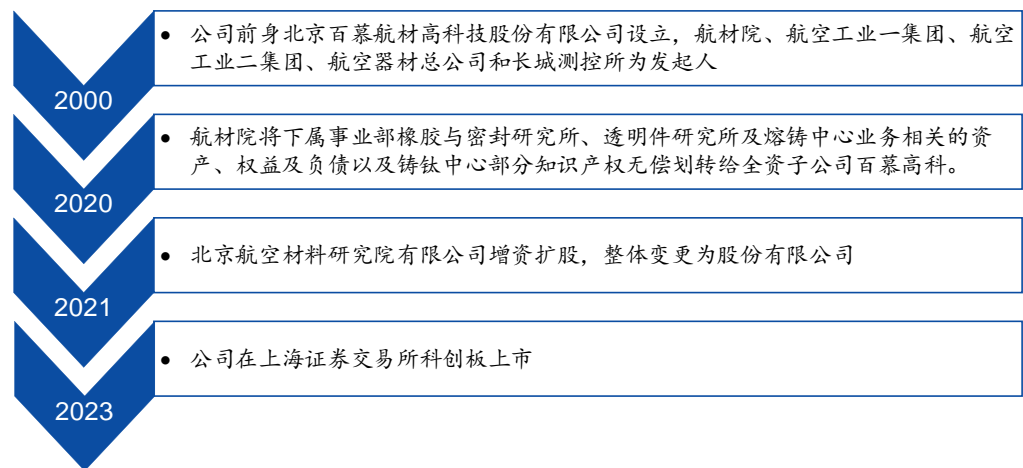 • 公司前身北京百慕航材高科技股份有限公司设立，航材院、航空工业一集团、航空
工业二集团、航空器材总公司和长城测控所为发起人
2000
• 航材院将下属事业部橡胶与密封研究所、透明件研究所及熔铸中心业务相关的资
产、权益及负债以及铸钛中心部分知识产权无偿划转给全资子公司百慕高科。
2020
• 北京航空材料研究院有限公司增资扩股，整体变更为股份有限公司
2021
• 公司在上海证券交易所科创板上市
2023